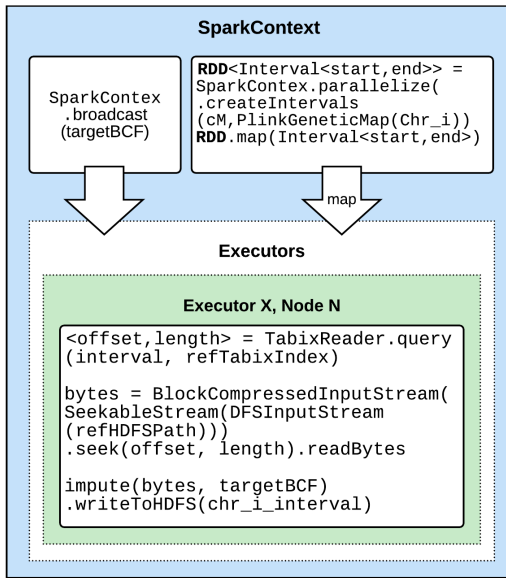 SparkContext
SparkContex
.broadcast
(targetBCF)
RDD<Interval<start,end>> =
SparkContex.parallelize(
.createIntervals
(cM,PlinkGeneticMap(Chr_i))
RDD.map(Interval<start,end>)
map
Executors
Executor X, Node N
<offset,length> = TabixReader.query
(interval, refTabixIndex)
bytes = BlockCompressedInputStream(
SeekableStream(DFSInputStream
(refHDFSPath)))
.seek(offset, length).readBytes
impute(bytes, targetBCF)
.writeToHDFS(chr_i_interval)